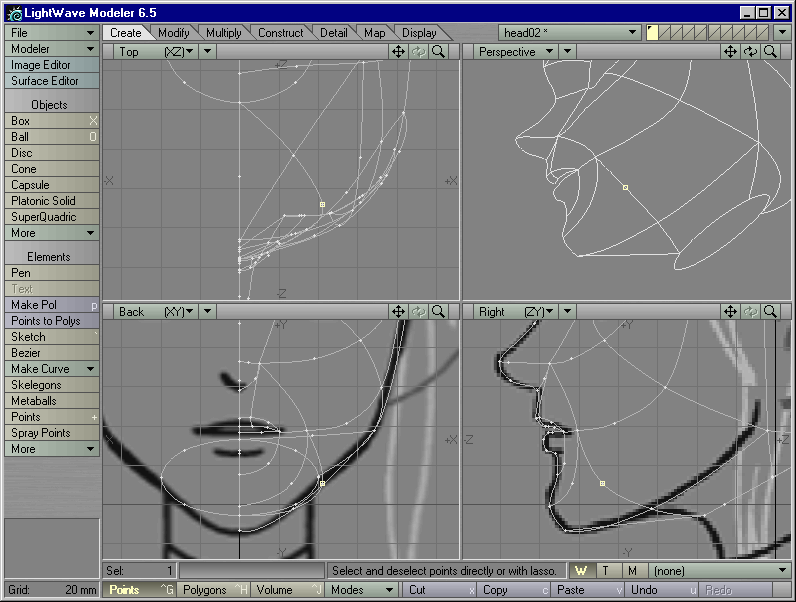 LightWave Modeler 6.5
File
Modeler
Image Editor
Surface Editor
Objects
Box X
Ball O
Disc
Cone
Capsule
Platonic Solid
SuperQuadric
More
Elements
Pen
Text
Make Pol p
Points to Polys
Sketch `
Bezier
Make Curve
Skelegons
Metaballs
Points +
Spray Points
More
Create Modify Multiply Construct Detail Map Display head02 *
Top (XZ)
Perspective
+Z
-X
+X
-Z
Back (XY)
Right (ZY)
+Y
+Y
+X
-Z
+Z
-Y
-Y
Sel: 1 Select and deselect points directly or with lasso. W T M (none)
Grid: 20 mm Points ^G Polygons ^H Volume ^J Modes Cut x Copy c Paste v Undo u Redo